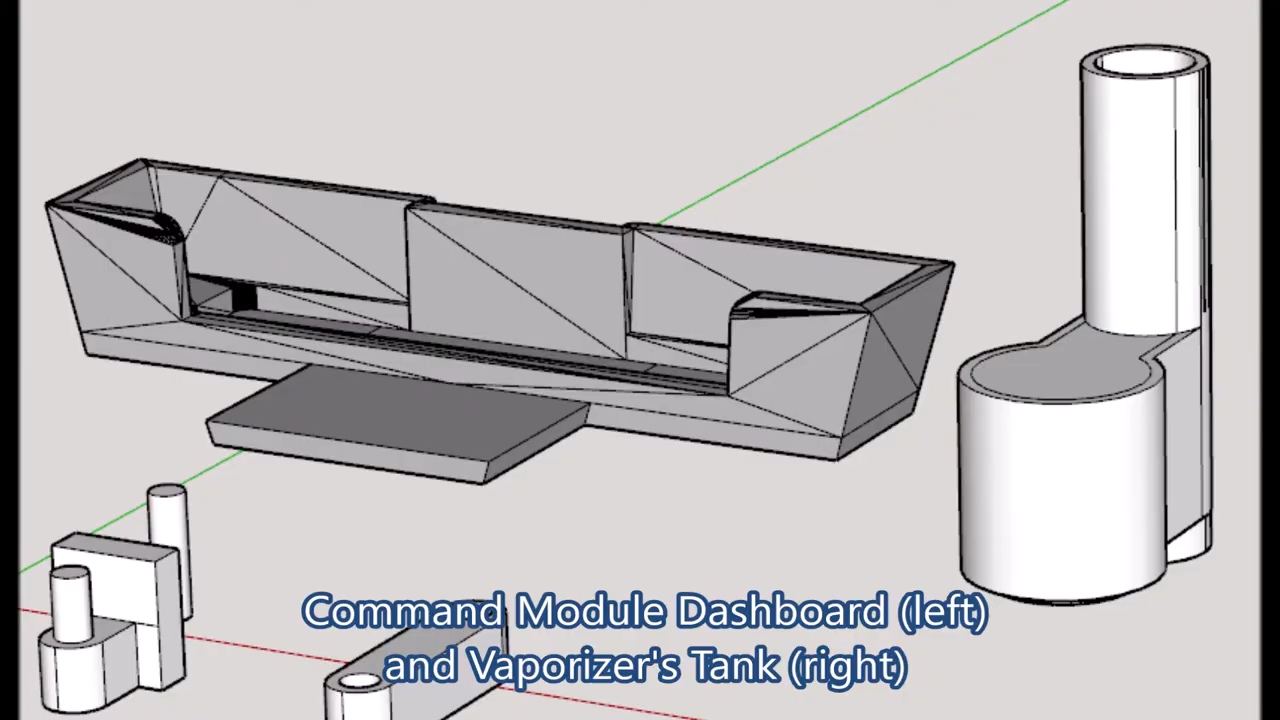 Command Module Dashboard (left)
and Vaporizer's Tank (right)